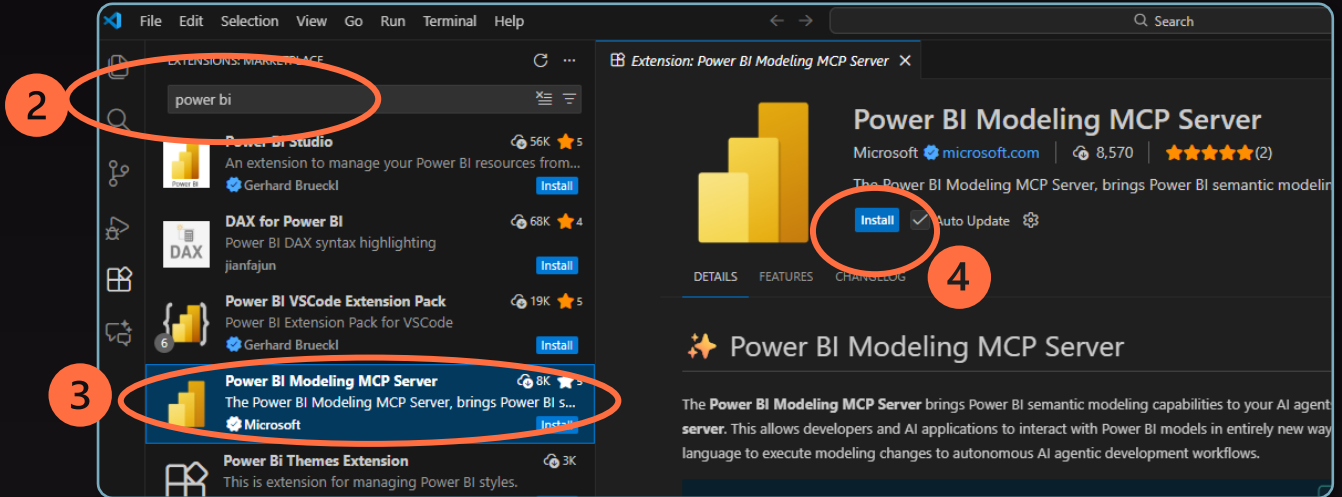 File Edit Selection View Go Run Terminal Help
Search
2
EXTENSIONS: MARKETPLACE
power bi
Power BI Studio 56K 5
An extension to manage your Power BI resources from...
Gerhard Brueckl Install
Power BI
DAX for Power BI 68K 4
Power BI DAX syntax highlighting
jianfajun Install
DAX
Power BI VSCode Extension Pack 19K 5
Power BI Extension Pack for VSCode
Gerhard Brueckl Install
6
3
Power BI Modeling MCP Server 8K 5
The Power BI Modeling MCP Server, brings Power BI s...
Microsoft Install
Power Bi Themes Extension 3K
This is extension for managing Power BI styles.
Extension: Power BI Modeling MCP Server
Power BI Modeling MCP Server
Microsoft microsoft.com 8,570 (2)
The Power BI Modeling MCP Server, brings Power BI semantic modelin
Install Auto Update
4
DETAILS FEATURES CHANGELOG
Power BI Modeling MCP Server
The Power BI Modeling MCP Server brings Power BI semantic modeling capabilities to your AI agent
server. This allows developers and AI applications to interact with Power BI models in entirely new way
language to execute modeling changes to autonomous AI agentic development workflows.